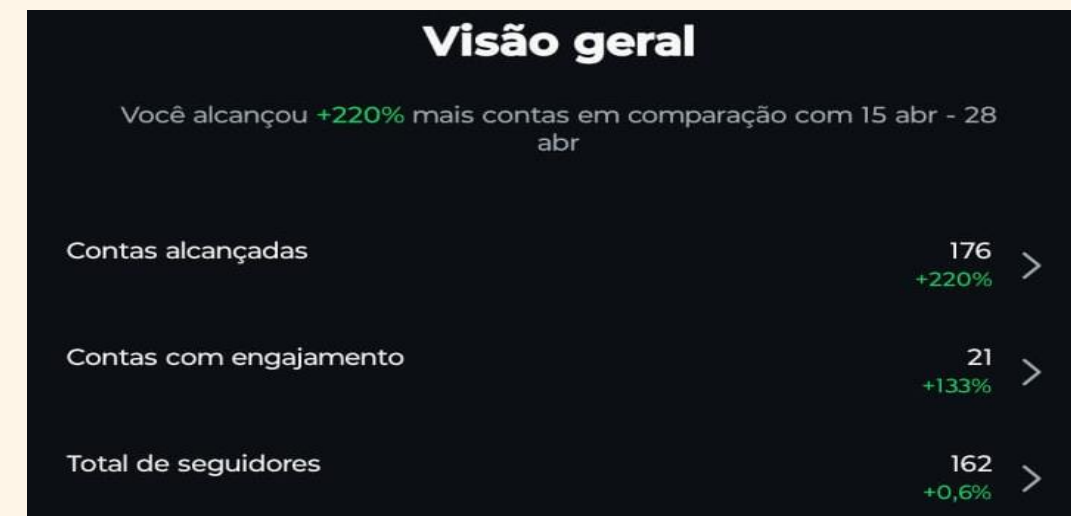 Visão geral
Você alcançou +220% mais contas em comparação com 15 abr - 28
abr
Contas alcançadas
176
+220%
Contas com engajamento
21
+133%
Total de seguidores
162
+0,6%